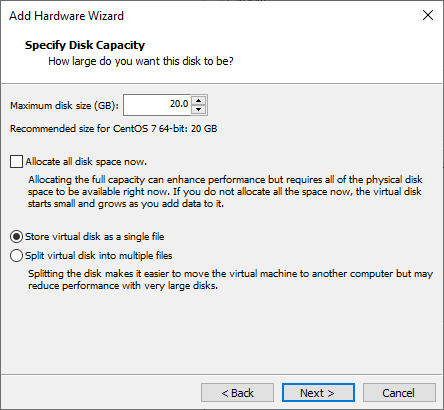 Add Hardware Wizard
Specify Disk Capacity
How large do you want this disk to be?
Maximum disk size (GB): 20.0
Recommended size for CentOS 7 64-bit: 20 GB
Allocate all disk space now.
Allocating the full capacity can enhance performance but requires all of the physical disk
space to be available right now. If you do not allocate all the space now, the virtual disk
starts small and grows as you add data to it.
Store virtual disk as a single file
Split virtual disk into multiple files
Splitting the disk makes it easier to move the virtual machine to another computer but may
reduce performance with very large disks.
< Back Next > Cancel